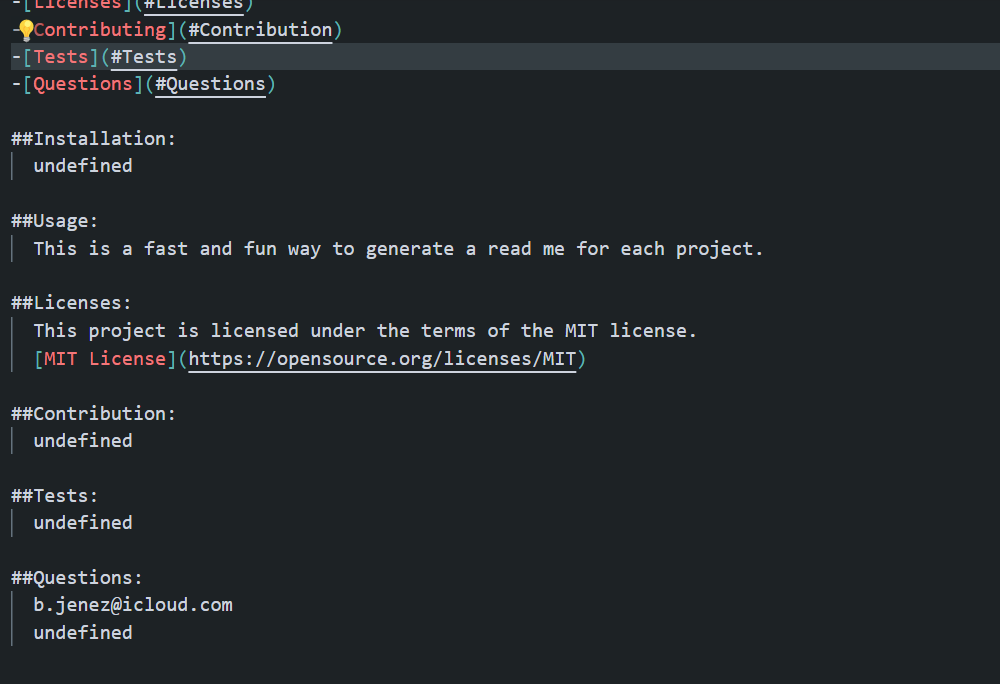 -[Licenses](#Licenses)
-[Contributing](#Contribution)
-[Tests](#Tests)
-[Questions](#Questions)
##Installation:
undefined
##Usage:
This is a fast and fun way to generate a read me for each project.
##Licenses:
This project is licensed under the terms of the MIT license.
[MIT License](https://opensource.org/licenses/MIT)
##Contribution:
undefined
##Tests:
undefined
##Questions:
b.jenez@icloud.com
undefined